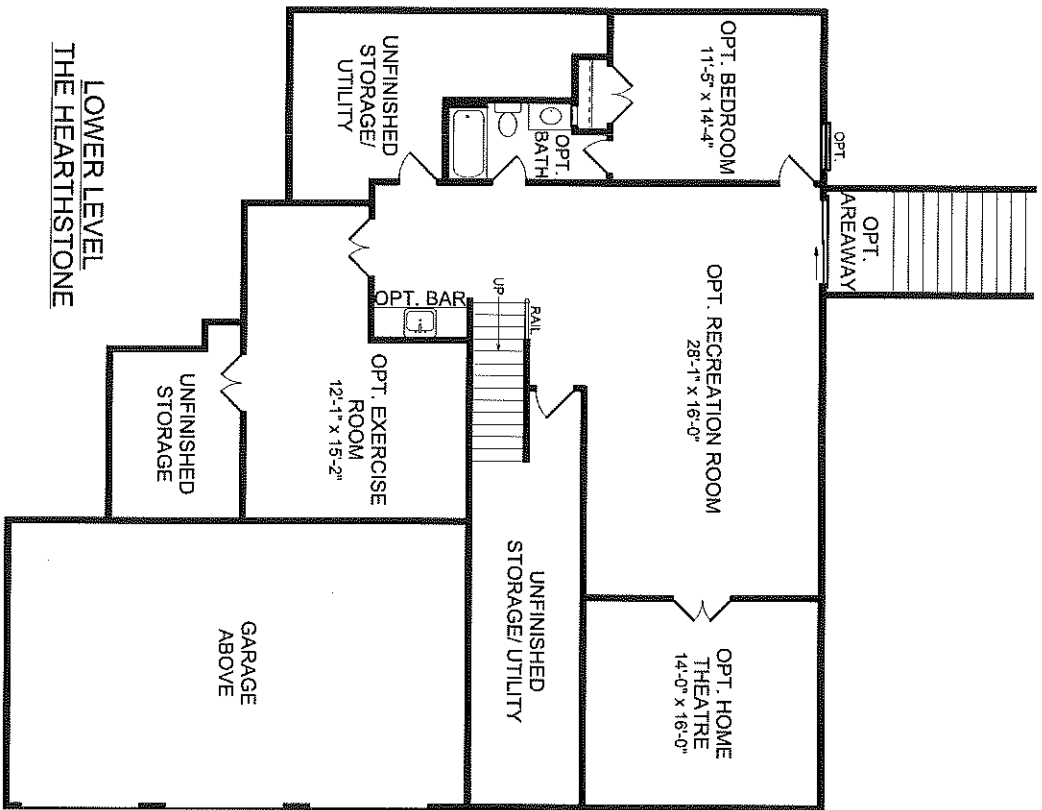 OPT.
AREAWAY
OPT.
OPT. BEDROOM
11'-5" x 14'-4"
OPT. RECREATION ROOM
28'-1" x 16'-0"
OPT. HOME
THEATRE
14'-0" x 16'-0"
OPT.
BATH
UNFINISHED
STORAGE/
UTILITY
RAIL
UP
OPT. BAR
UNFINISHED
STORAGE/ UTILITY
OPT. EXERCISE
ROOM
12'-1" x 15'-2"
UNFINISHED
STORAGE
GARAGE
ABOVE
LOWER LEVEL
THE HEARTHSTONE